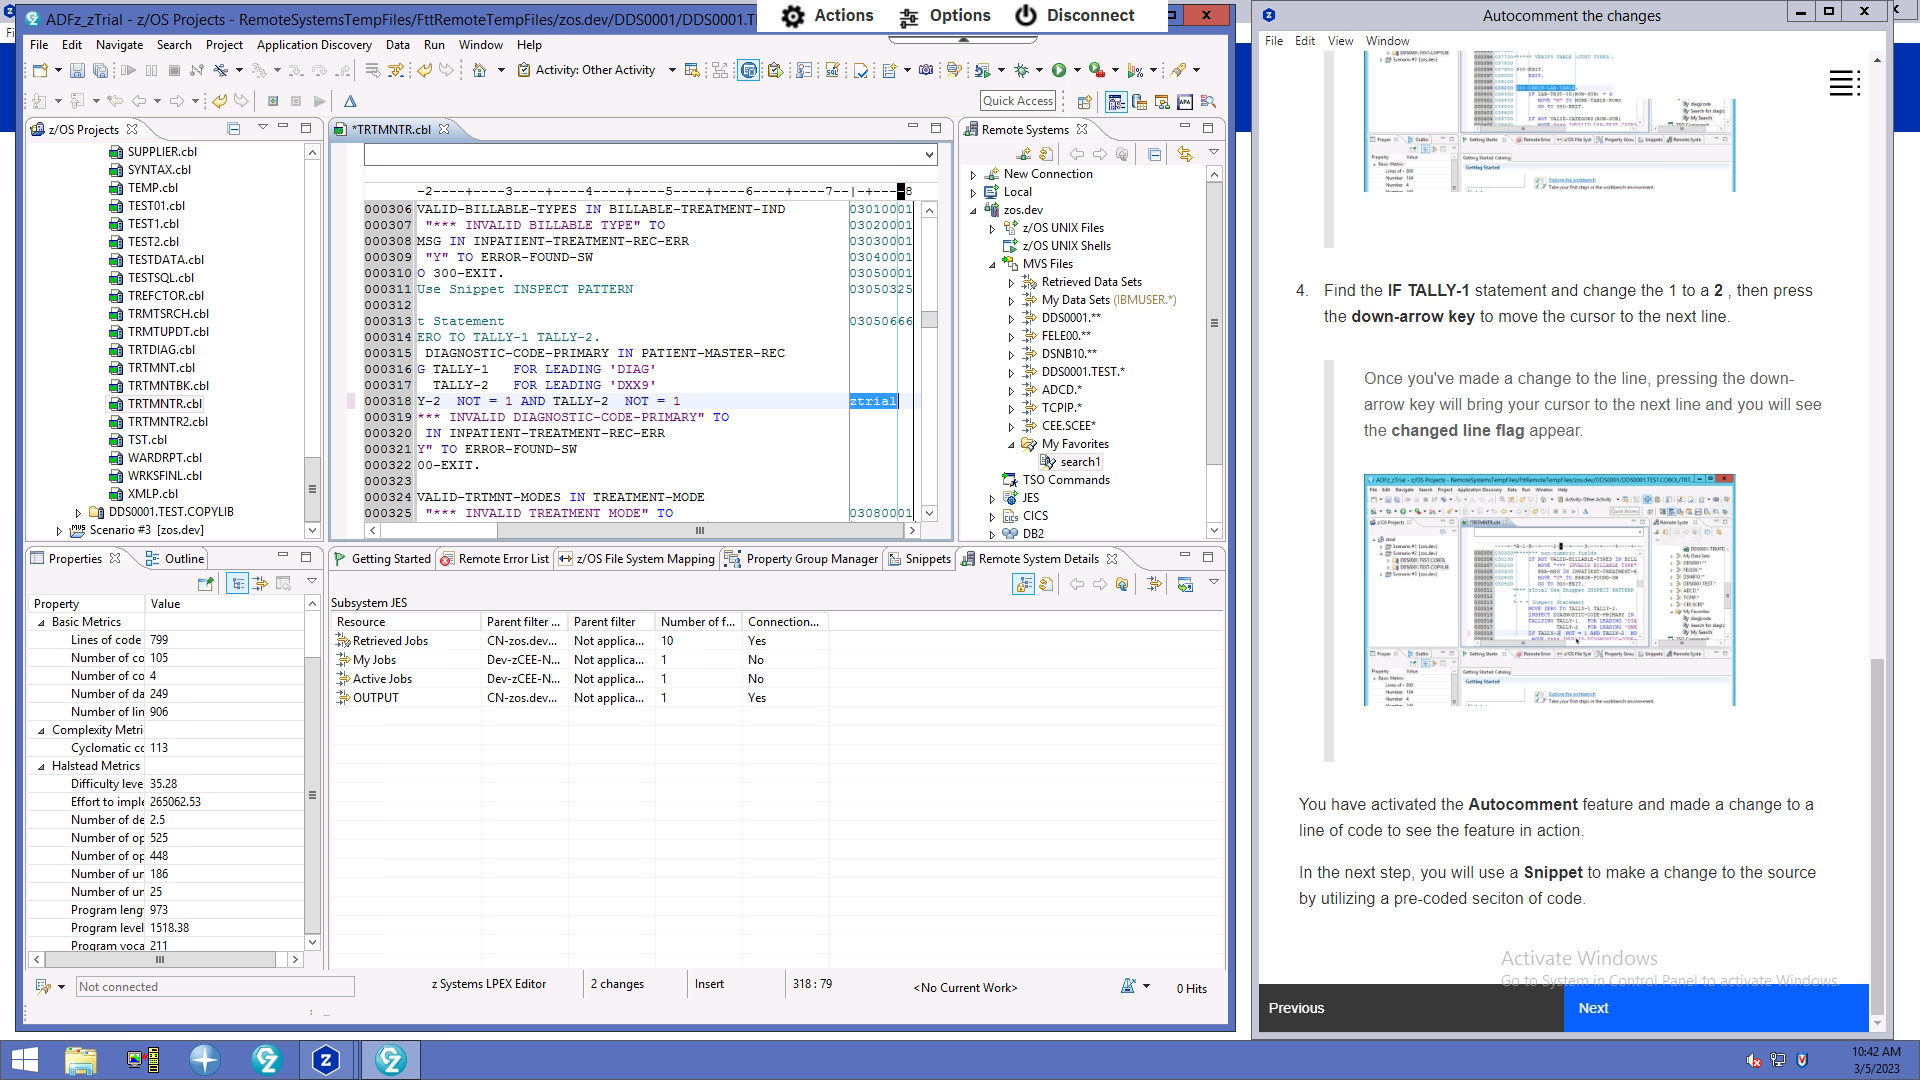 ADFz_zTrial - z/OS Projects - RemoteSystemsTempFiles/FttRemoteTempFiles/zos.dev/DDS0001/DDS0001.T
Actions Options Disconnect
File Edit Navigate Search Project Application Discovery Data Run Window Help
Activity: Other Activity
Quick Access
z/OS Projects
SUPPLIER.cbl
SYNTAX.cbl
TEMP.cbl
TEST01.cbl
TEST1.cbl
TEST2.cbl
TESTDATA.cbl
TESTSQL.cbl
TREFCTOR.cbl
TRMTSRCH.cbl
TRMTUPDT.cbl
TRTDIAG.cbl
TRTMNT.cbl
TRTMNTBK.cbl
TRTMNTR.cbl
TRTMNTR2.cbl
TST.cbl
WARDRPT.cbl
WRKSFINL.cbl
XMLP.cbl
DDS0001.TEST.COPYLIB
Scenario #3 [zos.dev]
*TRTMNTR.cbl
-2----+----3----+----4----+----5----+----6----+----7--|-+----8
000306 VALID-BILLABLE-TYPES IN BILLABLE-TREATMENT-IND 03010001
000307 "*** INVALID BILLABLE TYPE" TO 03020001
000308 MSG IN INPATIENT-TREATMENT-REC-ERR 03030001
000309 "Y" TO ERROR-FOUND-SW 03040001
000310 O 300-EXIT. 03050001
000311 Use Snippet INSPECT PATTERN 03050325
000312
000313 t Statement 03050666
000314 ERO TO TALLY-1 TALLY-2.
000315 DIAGNOSTIC-CODE-PRIMARY IN PATIENT-MASTER-REC
000316 G TALLY-1 FOR LEADING 'DIAG'
000317 TALLY-2 FOR LEADING 'DXX9'
000318 Y-2 NOT = 1 AND TALLY-2 NOT = 1 ztrial
000319 *** INVALID DIAGNOSTIC-CODE-PRIMARY" TO
000320 IN INPATIENT-TREATMENT-REC-ERR
000321 Y" TO ERROR-FOUND-SW
000322 00-EXIT.
000323
000324 VALID-TRTMNT-MODES IN TREATMENT-MODE
000325 "*** INVALID TREATMENT MODE" TO 03080001
Remote Systems
New Connection
Local
zos.dev
z/OS UNIX Files
z/OS UNIX Shells
MVS Files
Retrieved Data Sets
My Data Sets (IBMUSER.*)
DDS0001.**
FELE00.**
DSNB10.**
DDS0001.TEST.*
ADCD.*
TCPIP.*
CEE.SCEE*
My Favorites
search1
TSO Commands
JES
CICS
DB2
Properties Outline
Property Value
Basic Metrics
Lines of code 799
Number of co 105
Number of co 4
Number of da 249
Number of lin 906
Complexity Metri
Cyclomatic cc 113
Halstead Metrics
Difficulty leve 35.28
Effort to imple 265062.53
Number of de 2.5
Number of op 525
Number of op 448
Number of ur 186
Number of ur 25
Program leng 973
Program level 1518.38
Program voca 211
Getting Started Remote Error List z/OS File System Mapping Property Group Manager Snippets Remote System Details
Subsystem JES
Resource Parent filter ... Parent filter Number of f... Connection...
Retrieved Jobs CN-zos.dev... Not applica... 10 Yes
My Jobs Dev-zCEE-N... Not applica... 1 No
Active Jobs Dev-zCEE-N... Not applica... 1 No
OUTPUT CN-zos.dev... Not applica... 1 Yes
Not connected
z Systems LPEX Editor 2 changes Insert 318 : 79 <No Current Work> 0 Hits
Autocomment the changes
File Edit View Window
4. Find the IF TALLY-1 statement and change the 1 to a 2 , then press
the down-arrow key to move the cursor to the next line.
Once you've made a change to the line, pressing the down-
arrow key will bring your cursor to the next line and you will see
the changed line flag appear.
You have activated the Autocomment feature and made a change to a
line of code to see the feature in action.
In the next step, you will use a Snippet to make a change to the source
by utilizing a pre-coded seciton of code.
Activate Windows
Go to System in Control Panel to activate Windows.
Previous Next
10:42 AM
3/5/2023